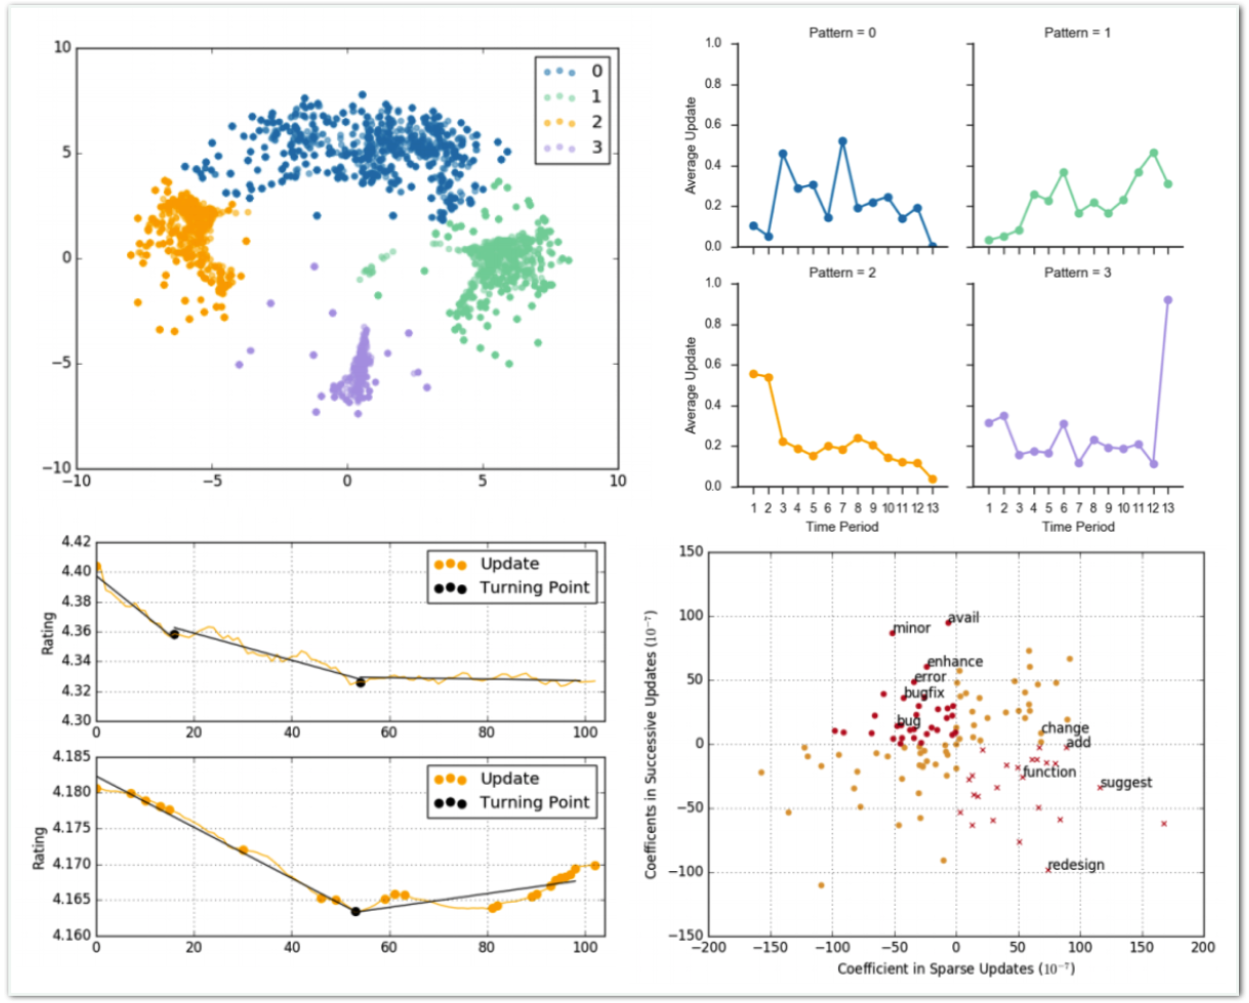 10
5
0
−5
−10
−10
−5
0
5
10
0
1
2
3
Pattern = 0
Average Update
1.0
0.8
0.6
0.4
0.2
0.0
Pattern = 1
Pattern = 2
Average Update
1.0
0.8
0.6
0.4
0.2
0.0
1 2 3 4 5 6 7 8 9 10 11 12 13
Time Period
Pattern = 3
1 2 3 4 5 6 7 8 9 10 11 12 13
Time Period
Rating
4.42
4.40
4.38
4.36
4.34
4.32
4.30
0 20 40 60 80 100
Update
Turning Point
Rating
4.185
4.180
4.175
4.170
4.165
4.160
0 20 40 60 80 100
Update
Turning Point
Coefficents in Successive Updates (10⁻⁷)
150
100
50
0
−50
−100
−150
avail
minor
enhance
error
bugfix
bug
change
add
function
suggest
redesign
−200 −150 −100 −50 0 50 100 150 200
Coefficient in Sparse Updates (10⁻⁷)